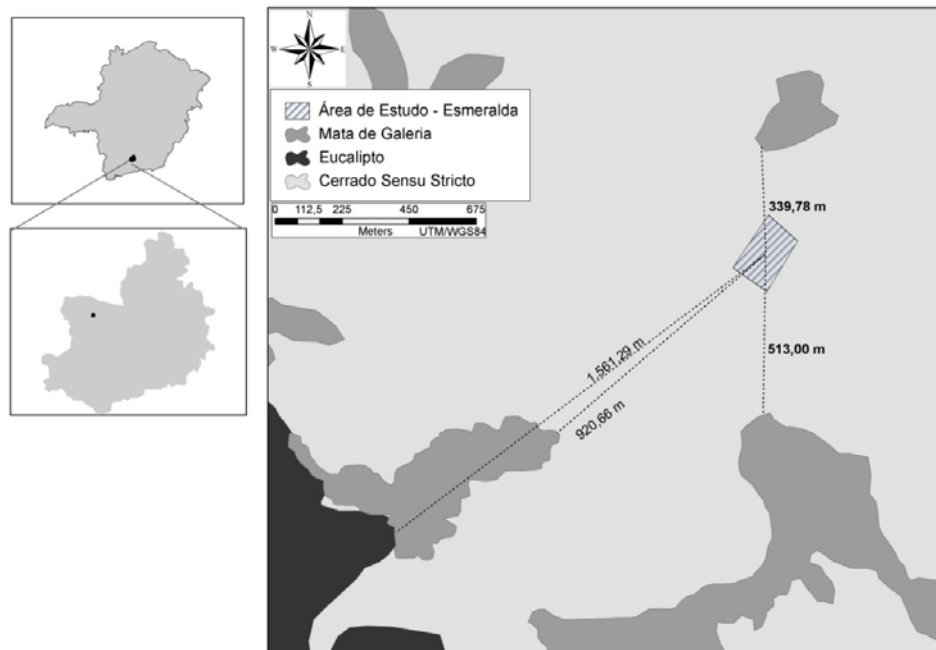 N
W E
S
Área de Estudo - Esmeralda
Mata de Galeria
Eucalipto
Cerrado Sensu Stricto
0 112,5 225 450 675
Meters UTM/WGS84
339,78 m
513,00 m
1.561,29 m
920,66 m